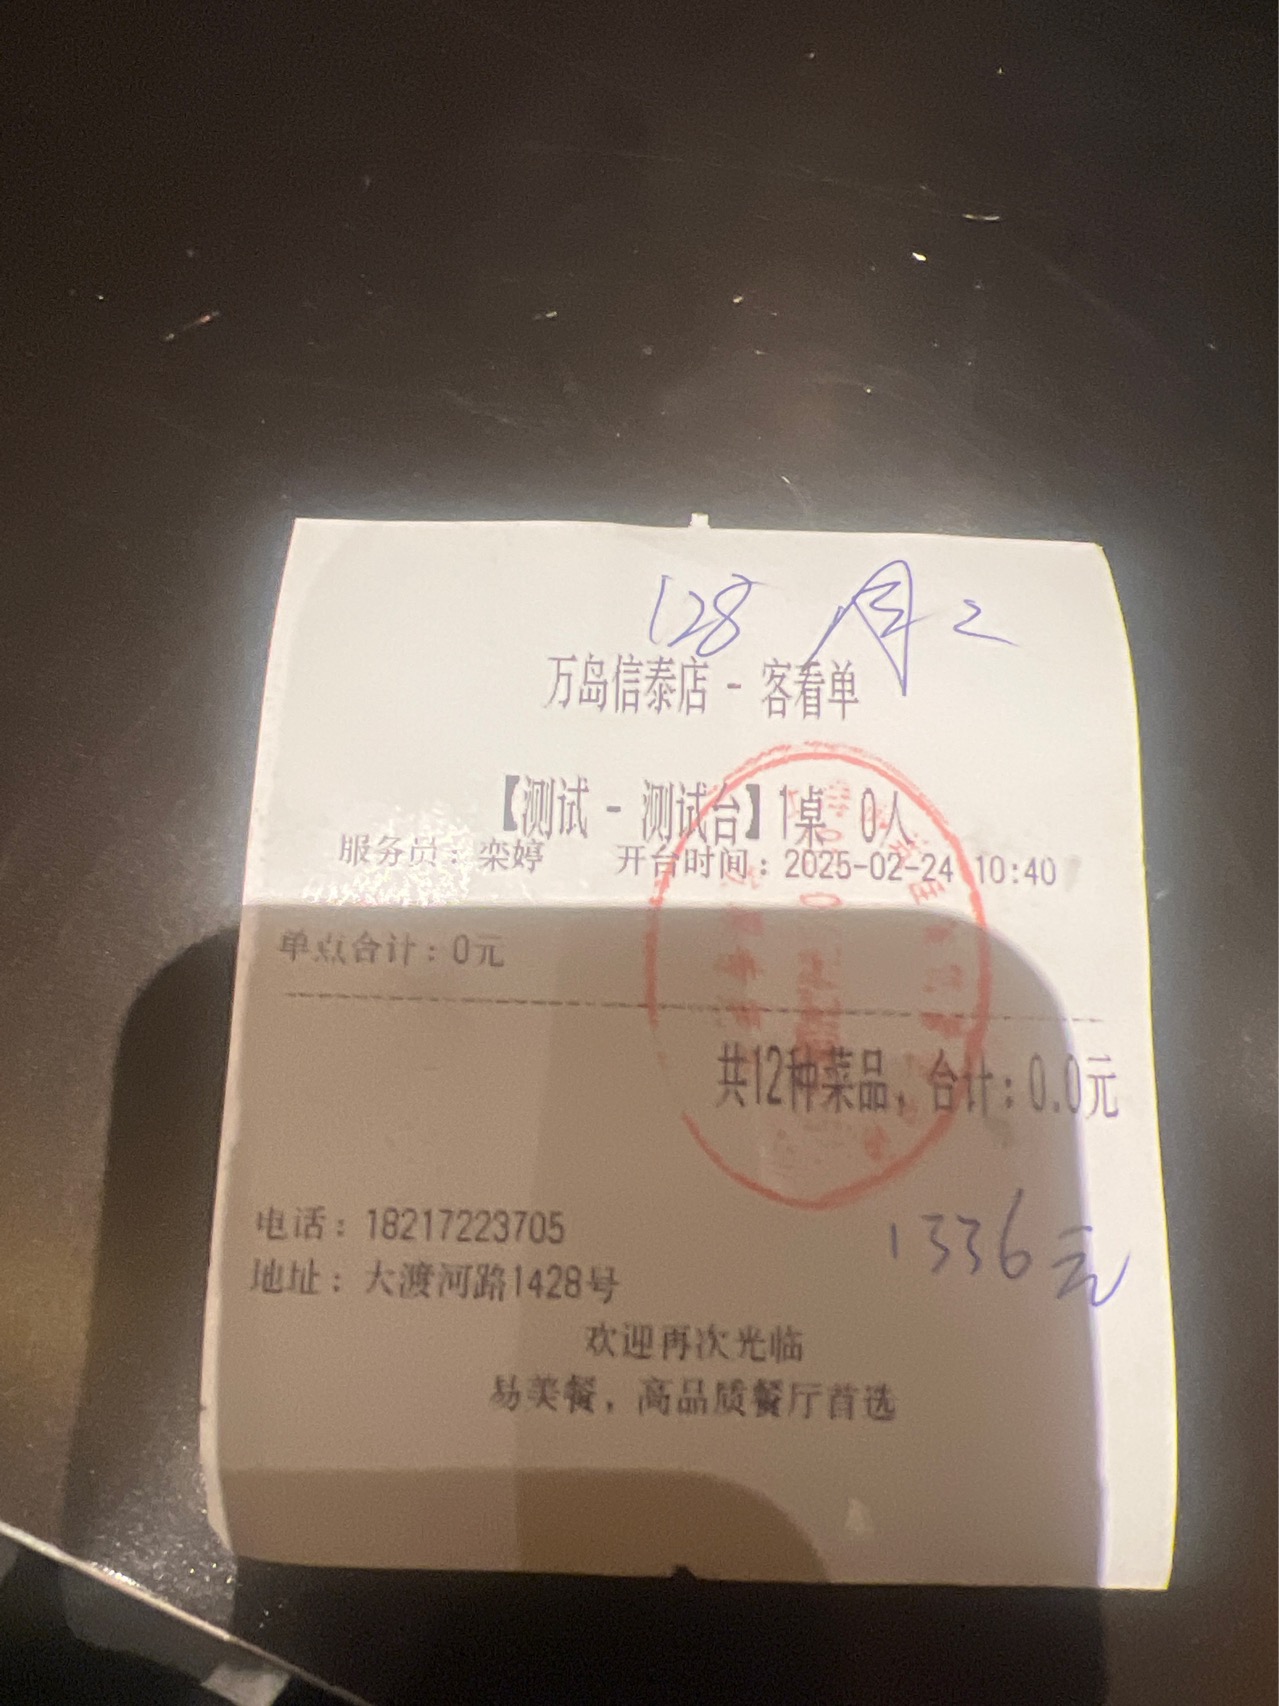 128 月2
万岛信泰店 - 客看单
【测试 - 测试台】1桌 0人
服务员：栾婷 开台时间：2025-02-24 10:40
单点合计：0元
共12种菜品，合计：0.0元
1336元
电话：18217223705
地址：大渡河路1428号
欢迎再次光临
易美餐，高品质餐厅首选